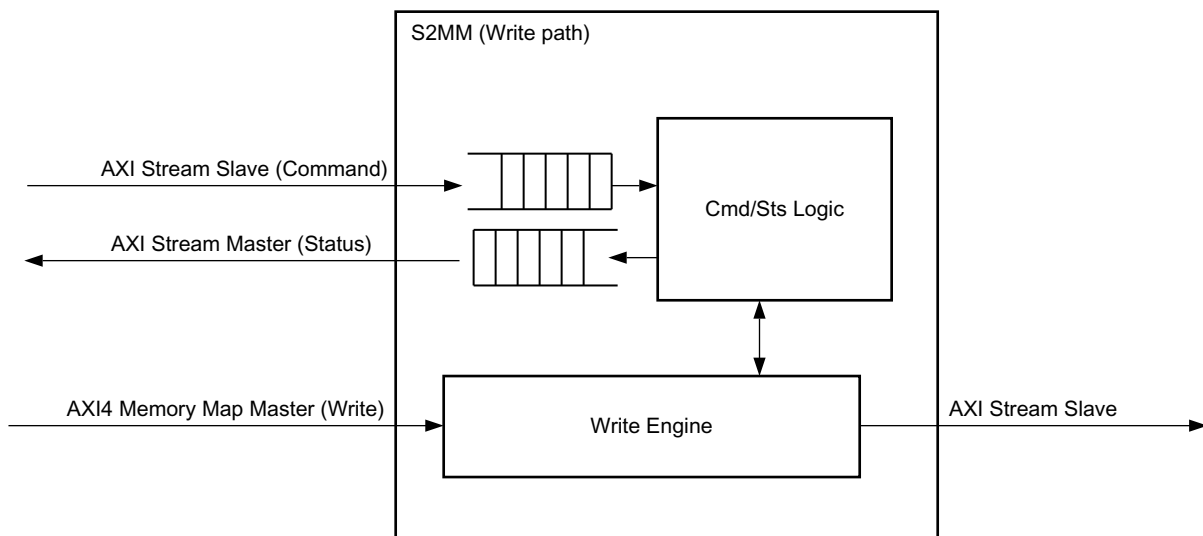 S2MM (Write path)
AXI Stream Slave (Command)
Cmd/Sts Logic
AXI Stream Master (Status)
AXI4 Memory Map Master (Write)
Write Engine
AXI Stream Slave